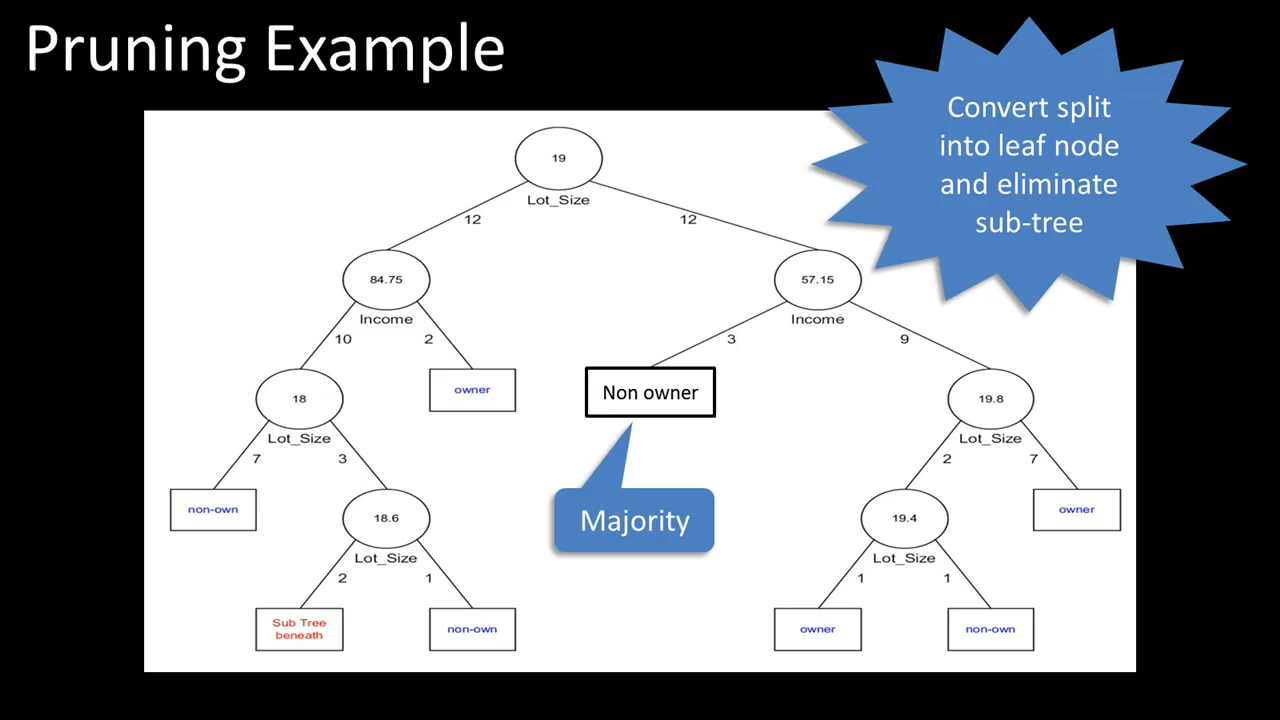 Pruning Example
Convert split
into leaf node
and eliminate
sub-tree
19
Lot_Size
12
12
84.75
57.15
Income
Income
10
2
3
9
18
owner
Non owner
19.8
Lot_Size
Lot_Size
7
3
2
7
non-own
18.6
Majority
19.4
owner
Lot_Size
Lot_Size
2
1
1
1
Sub Tree
beneath
non-own
owner
non-own